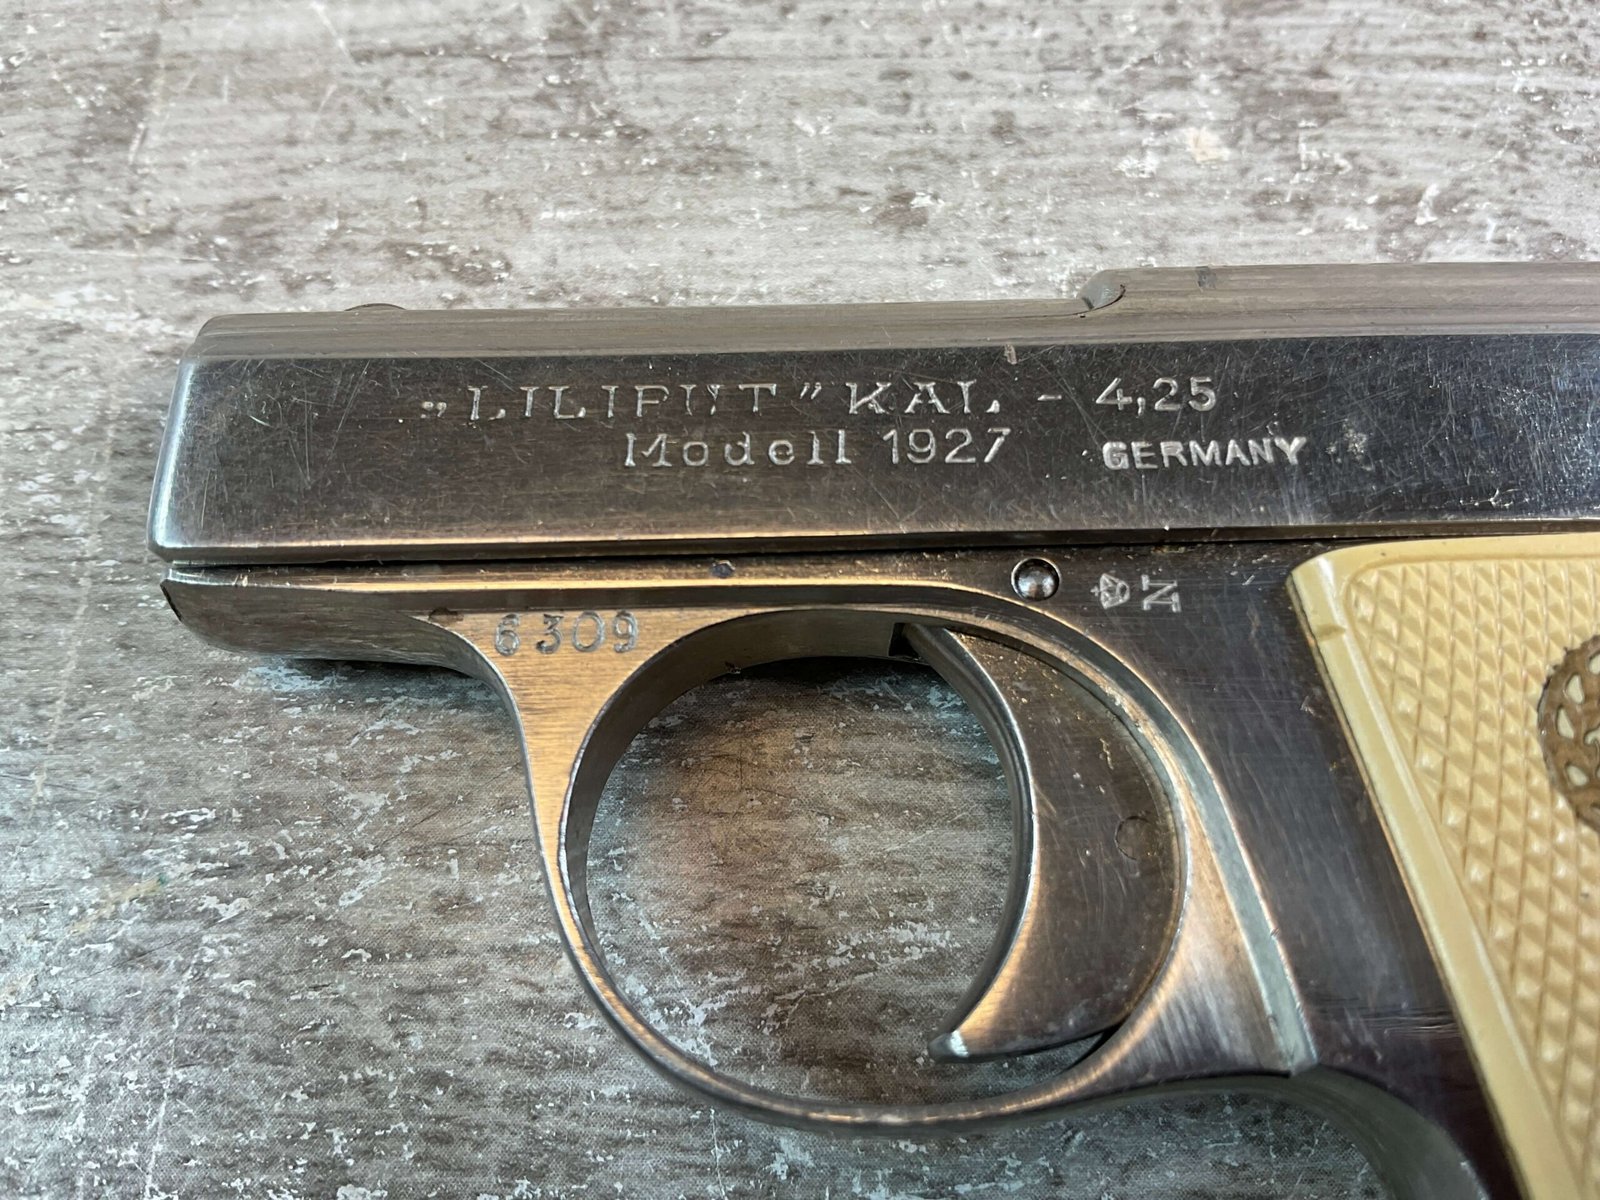 „LILIPUT” KAL - 4,25
Modell 1927 GERMANY
N
6309